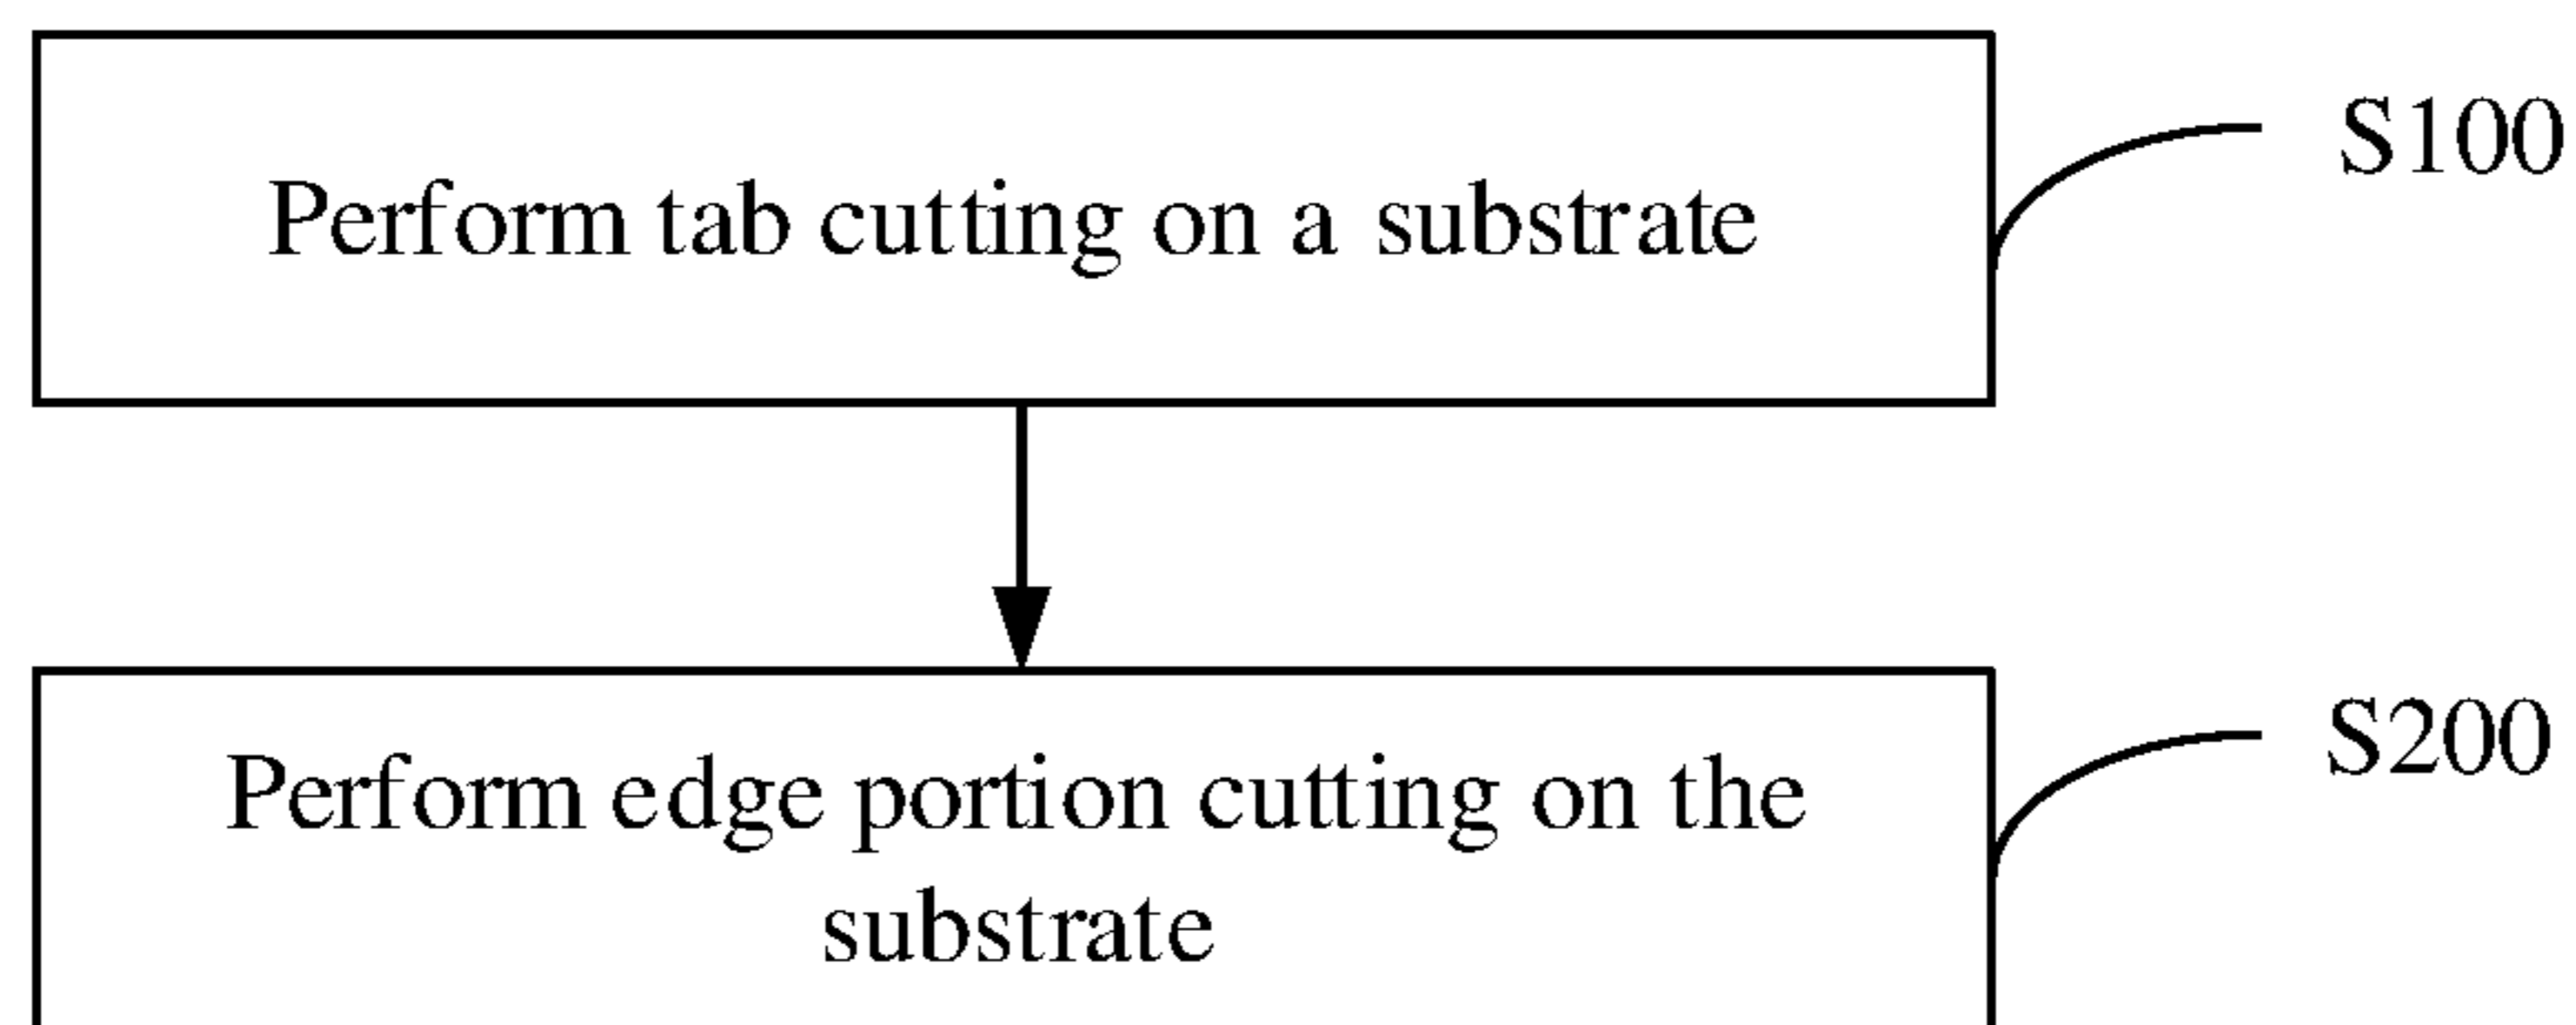 Perform tab cutting on a substrate
S100
Perform edge portion cutting on the
substrate
S200